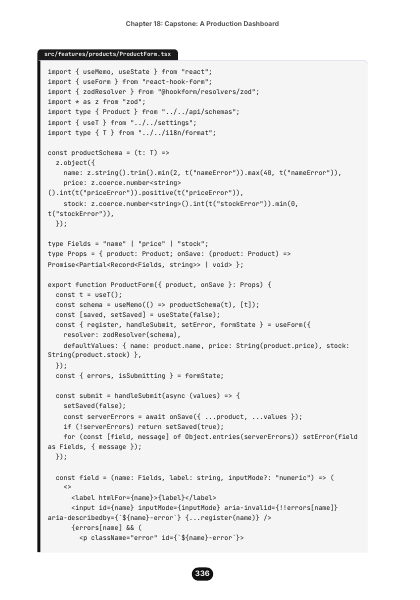 Chapter 18: Capstone: A Production Dashboard
src/features/products/ProductForm.tsx
import { useMemo, useState } from "react";
import { useForm } from "react-hook-form";
import { zodResolver } from "@hookform/resolvers/zod";
import * as z from "zod";
import type { Product } from "../../api/schemas";
import { useT } from "../../settings";
import type { T } from "../../i18n/format";

const productSchema = (t: T) =>
  z.object({
    name: z.string().trim().min(2, t("nameError")).max(40, t("nameError")),
    price: z.coerce.number<string>
().int(t("priceError")).positive(t("priceError")),
    stock: z.coerce.number<string>().int(t("stockError")).min(0,
t("stockError")),
  });

type Fields = "name" | "price" | "stock";
type Props = { product: Product; onSave: (product: Product) =>
Promise<Partial<Record<Fields, string>> | void> };

export function ProductForm({ product, onSave }: Props) {
  const t = useT();
  const schema = useMemo(() => productSchema(t), [t]);
  const [saved, setSaved] = useState(false);
  const { register, handleSubmit, setError, formState } = useForm({
    resolver: zodResolver(schema),
    defaultValues: { name: product.name, price: String(product.price), stock:
String(product.stock) },
  });
  const { errors, isSubmitting } = formState;

  const submit = handleSubmit(async (values) => {
    setSaved(false);
    const serverErrors = await onSave({ ...product, ...values });
    if (!serverErrors) return setSaved(true);
    for (const [field, message] of Object.entries(serverErrors)) setError(field
as Fields, { message });
  });

  const field = (name: Fields, label: string, inputMode?: "numeric") => (
    <>
      <label htmlFor={name}>{label}</label>
      <input id={name} inputMode={inputMode} aria-invalid={!!errors[name]}
aria-describedby={`${name}-error`} {...register(name)} />
      {errors[name] && (
        <p className="error" id={`${name}-error`}>
336